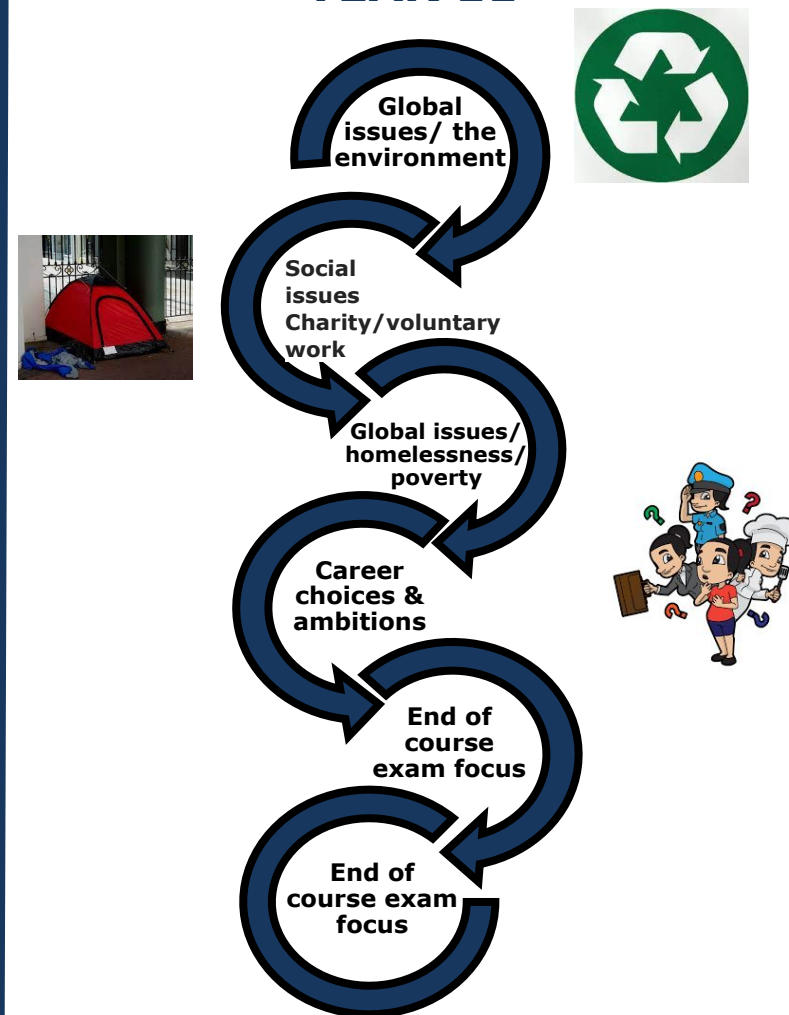 Global
issues/ the
environment
Social
issues
Charity/voluntary
work
Global issues/
homelessness/
poverty
Career
choices &
ambitions
End of
course
exam focus
End of
course exam
focus